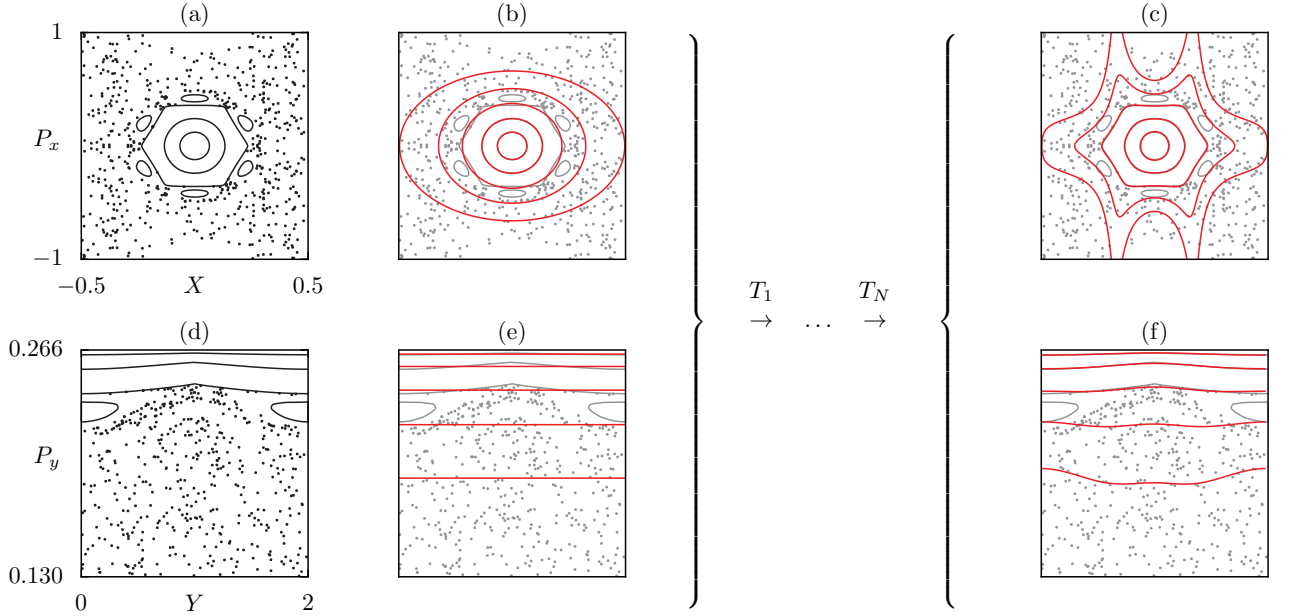 (a)
(b)
(c)
1
P_x
−1
−0.5
X
0.5
T_1
→
...
T_N
→
(d)
(e)
(f)
0.266
P_y
0.130
0
Y
2